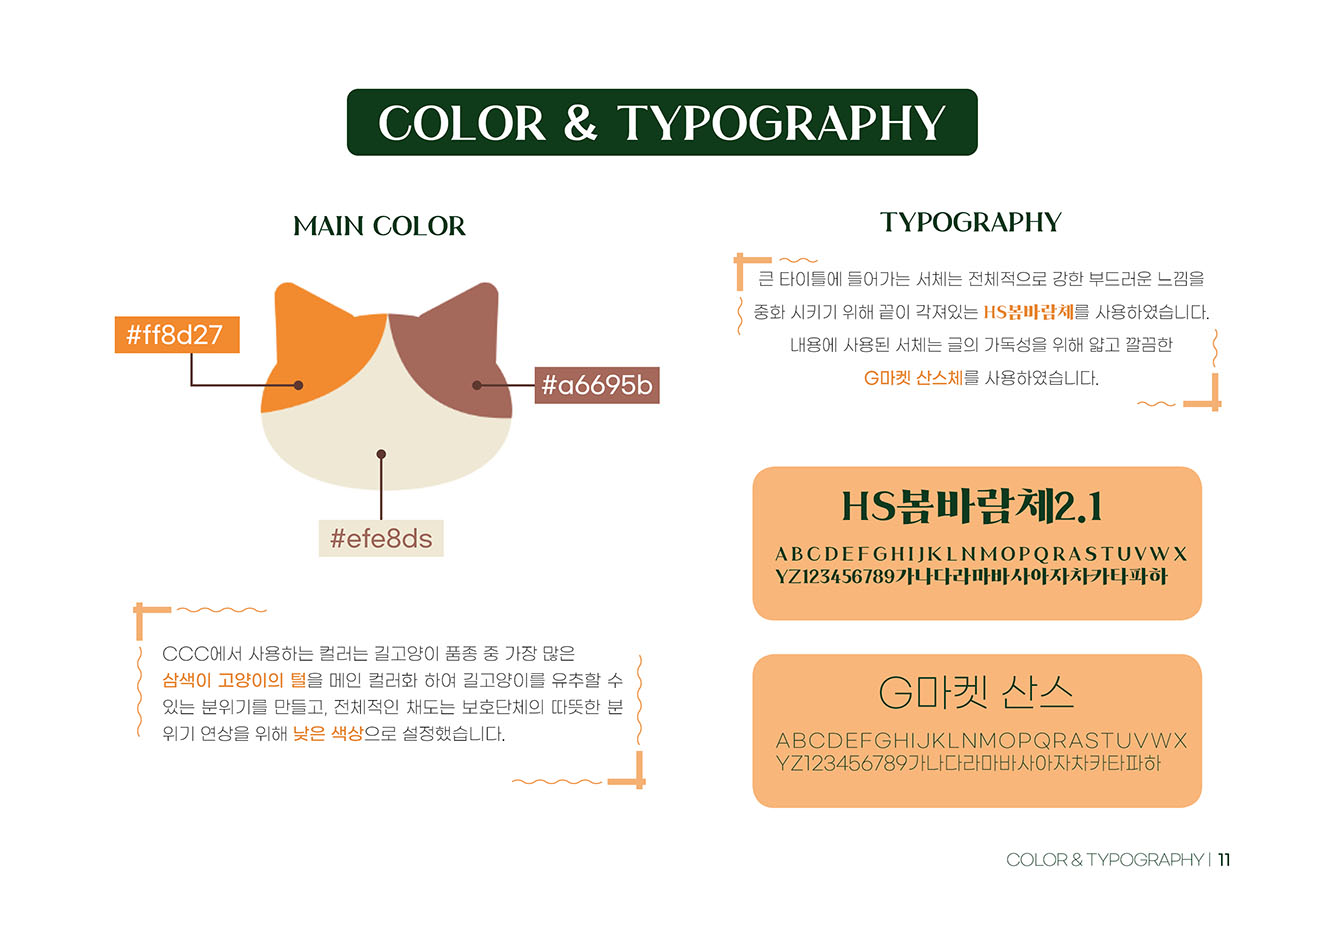 COLOR & TYPOGRAPHY
MAIN COLOR
#ff8d27
#a6695b
#efe8ds
CCC에서 사용하는 컬러는 길고양이 품종 중 가장 많은
삼색이 고양이의 털을 메인 컬러화 하여 길고양이를 유추할 수
있는 분위기를 만들고, 전체적인 채도는 보호단체의 따뜻한 분
위기 연상을 위해 낮은 색상으로 설정했습니다.
TYPOGRAPHY
큰 타이틀에 들어가는 서체는 전체적으로 강한 부드러운 느낌을
중화 시키기 위해 끝이 각져있는 HS봄바람체를 사용하였습니다.
내용에 사용된 서체는 글의 가독성을 위해 얇고 깔끔한
G마켓 산스체를 사용하였습니다.
HS봄바람체2.1
ABCDEFGHIJKLNMOPQRASTUVWX
YZ123456789가나다라마바사아자차카타파하
G마켓 산스
ABCDEFGHIJKLNMOPQRASTUVWX
YZ123456789가나다라마바사아자차카타파하
COLOR & TYPOGRAPHY | 11